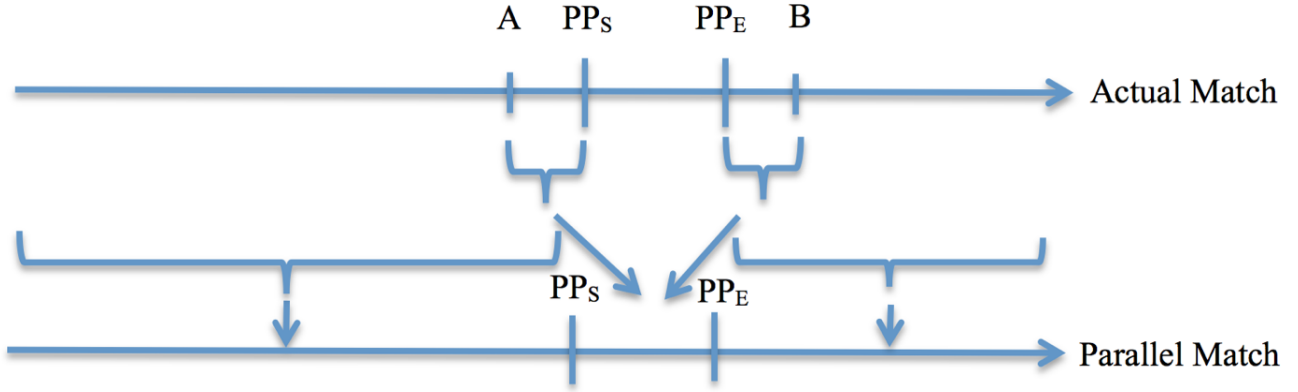 A PPS PPE B
Actual Match
PPS PPE
Parallel Match